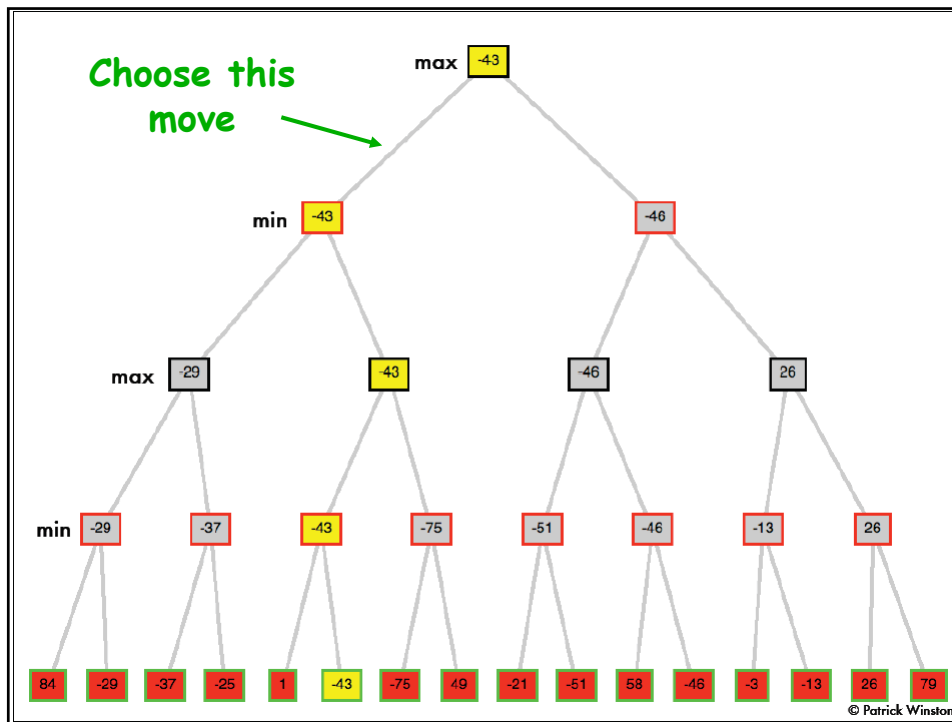 Choose this
move
max -43
min -43 -46
max -29 -43 -46 26
min -29 -37 -43 -75 -51 -46 -13 26
84 -29 -37 -25 1 -43 -75 49 -21 -51 58 -46 -3 -13 26 79
© Patrick Winston